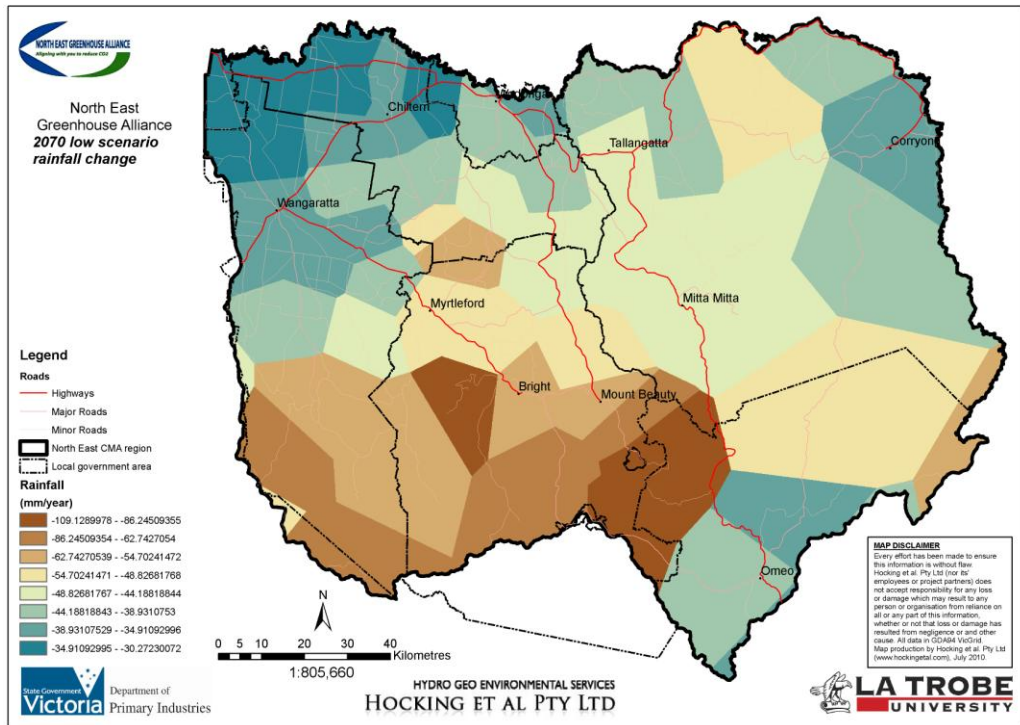 NORTH EAST GREENHOUSE ALLIANCE
Aligning with you to reduce CO2
North East
Greenhouse Alliance
2070 low scenario
rainfall change
Chiltern
Tallangatta
Corryong
Wangaratta
Myrtleford
Mitta Mitta
Bright
Mount Beauty
Omeo
Legend
Roads
Highways
Major Roads
Minor Roads
North East CMA region
Local government area
Rainfall
(mm/year)
-109.1289978 - -86.24509355
-86.24509354 - -62.7427054
-62.74270539 - -54.70241472
-54.70241471 - -48.82681768
-48.82681767 - -44.18818844
-44.18818843 - -38.9310753
-38.93107529 - -34.91092996
-34.91092995 - -30.27230072
N
0 5 10 20 30 40
Kilometres
1:805,660
MAP DISCLAIMER
Every effort has been made to ensure
this information is without flaw.
Hocking et al. Pty Ltd (nor its'
employees or project partners) does
not accept responsibility for any loss
or damage which may result to any
person or organisation from reliance on
all or any part of this information,
whether or not that loss or damage has
resulted from negligence or and other
cause. All data in GDA94 VicGrid.
Map production by Hocking et al. Pty Ltd
(www.hockingetal.com), July 2010.
State Government
Victoria
Department of
Primary Industries
HYDRO GEO ENVIRONMENTAL SERVICES
HOCKING ET AL PTY LTD
LA TROBE
UNIVERSITY